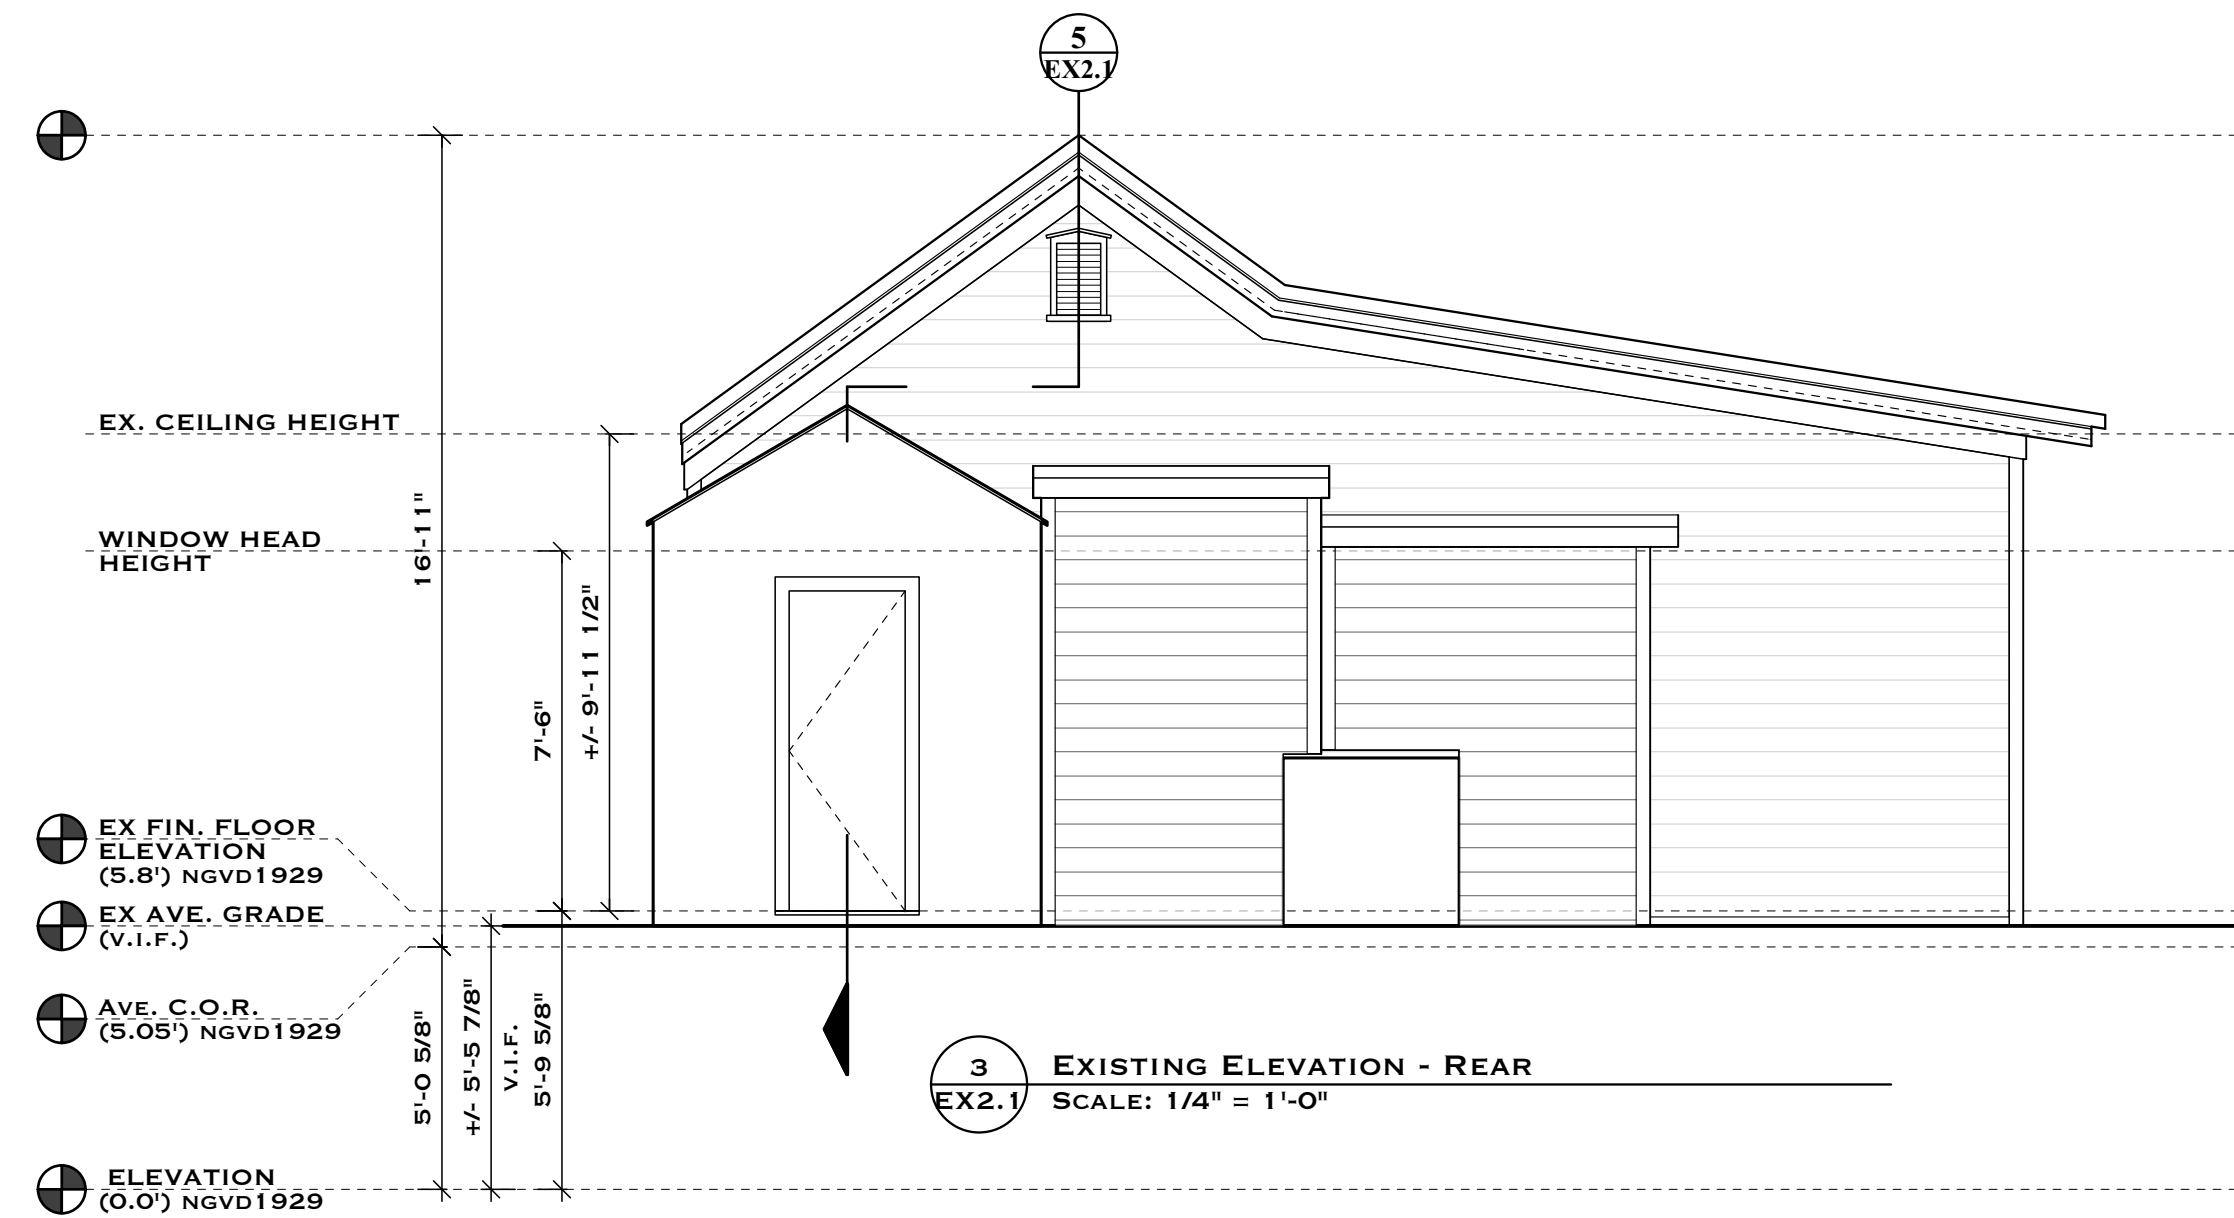 5
EX2.1
EX. CEILING HEIGHT
WINDOW HEAD
HEIGHT
16'-11"
+/- 9'-11 1/2"
7'-6"
EX FIN. FLOOR
ELEVATION
(5.8') NGVD1929
EX AVE. GRADE
(V.I.F.)
AVE. C.O.R.
(5.05') NGVD1929
5'-0 5/8"
+/- 5'-5 7/8"
V.I.F.
5'-9 5/8"
3
EX2.1
EXISTING ELEVATION - REAR
SCALE: 1/4" = 1'-0"
ELEVATION
(0.0') NGVD1929